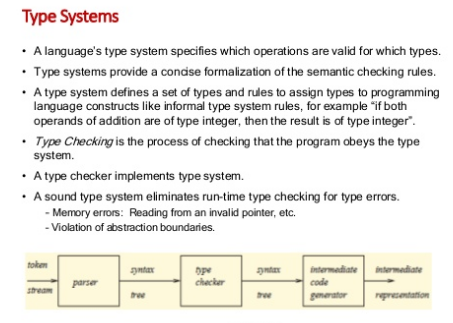 Type Systems
• A language's type system specifies which operations are valid for which types.
• Type systems provide a concise formalization of the semantic checking rules.
• A type system defines a set of types and rules to assign types to programming
language constructs like informal type system rules, for example "if both
operands of addition are of type integer, then the result is of type integer".
• Type Checking is the process of checking that the program obeys the type
system.
• A type checker implements type system.
• A sound type system eliminates run-time type checking for type errors.
- Memory errors: Reading from an invalid pointer, etc.
- Violation of abstraction boundaries.
token
stream
parser
syntax
tree
type
checker
syntax
tree
intermediate
code
generator
intermediate
representation